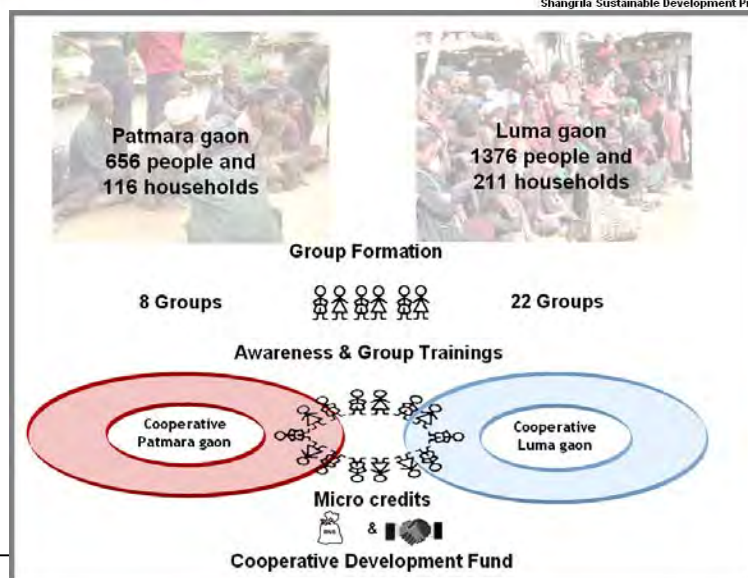 Shangrila Sustainable Development
Patmara gaon
656 people and
116 households
Luma gaon
1376 people and
211 households
Group Formation
8 Groups
22 Groups
Awareness & Group Trainings
Cooperative
Patmara gaon
Cooperative
Luma gaon
Micro credits
&
Cooperative Development Fund